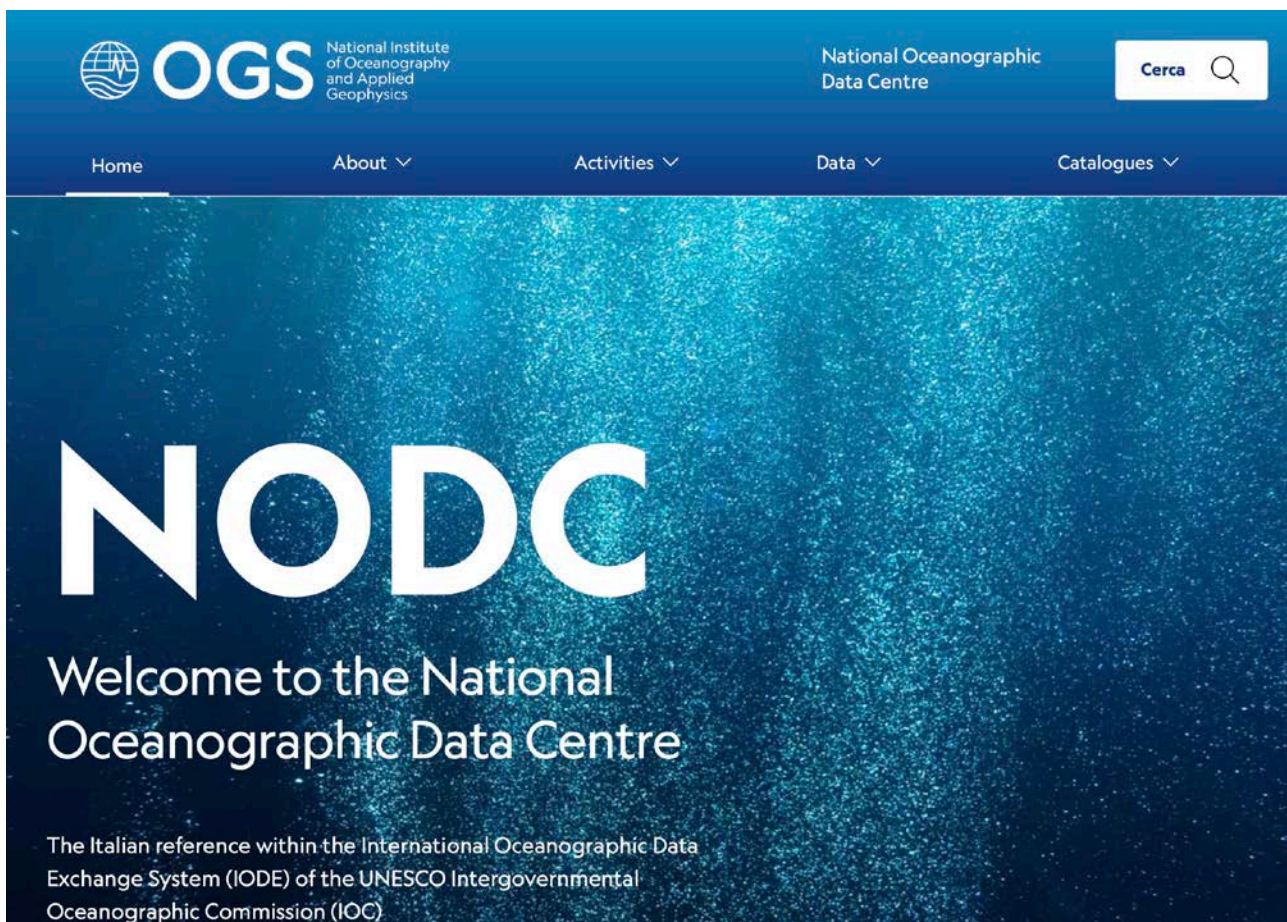 OGS
National Institute
of Oceanography
and Applied
Geophysics
National Oceanographic
Data Centre
Cerca
Home
About
Activities
Data
Catalogues
NODC
Welcome to the National
Oceanographic Data Centre
The Italian reference within the International Oceanographic Data
Exchange System (IODE) of the UNESCO Intergovernmental
Oceanographic Commission (IOC)